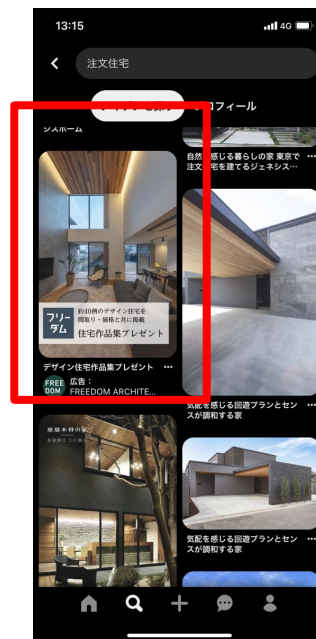 13:15
4G
注文住宅
プロフィール
ジスホーム
自然を感じる暮らしの家 東京で
注文住宅を建てるジェネシス…
フリー
ダム
約40例のデザイン住宅を
間取り・価格と共に掲載
住宅作品集プレゼント
デザイン住宅作品集プレゼント
FREE
DOM
広告：
FREEDOM ARCHITE...
気配を感じる回遊プランとセン
スが調和する家
重量木骨の家
気配を感じる回遊プランとセン
スが調和する家